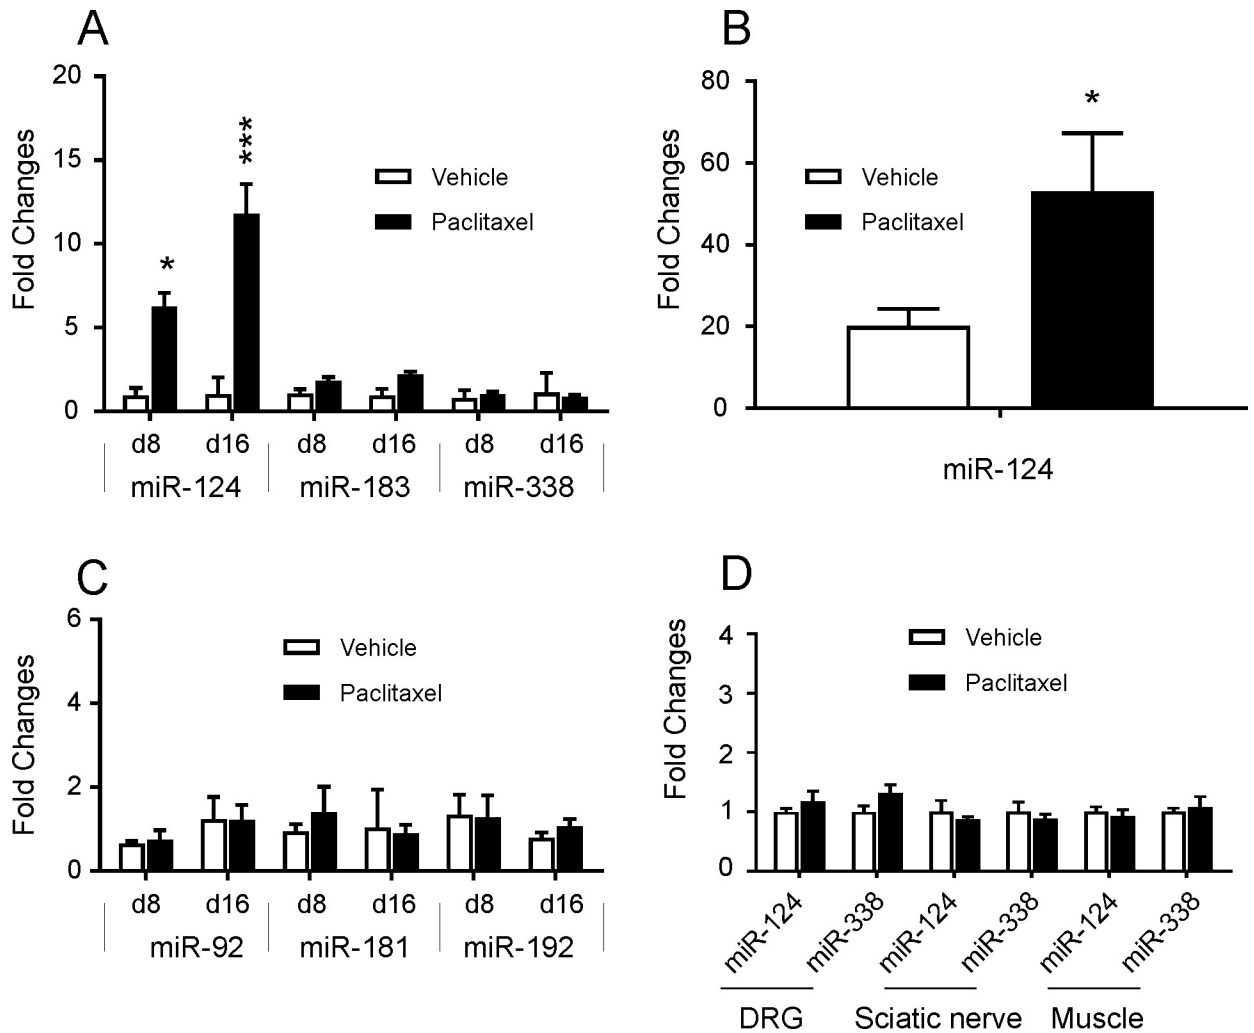 A
Fold Changes
20
15
10
5
0
*
***
Vehicle
Paclitaxel
d8 d16 d8 d16 d8 d16
miR-124 miR-183 miR-338
B
Fold Changes
80
60
40
20
0
*
Vehicle
Paclitaxel
miR-124
C
Fold Changes
6
4
2
0
Vehicle
Paclitaxel
d8 d16 d8 d16 d8 d16
miR-92 miR-181 miR-192
D
Fold Changes
4
3
2
1
0
Vehicle
Paclitaxel
miR-124 miR-338 miR-124 miR-338 miR-124 miR-338
DRG Sciatic nerve Muscle